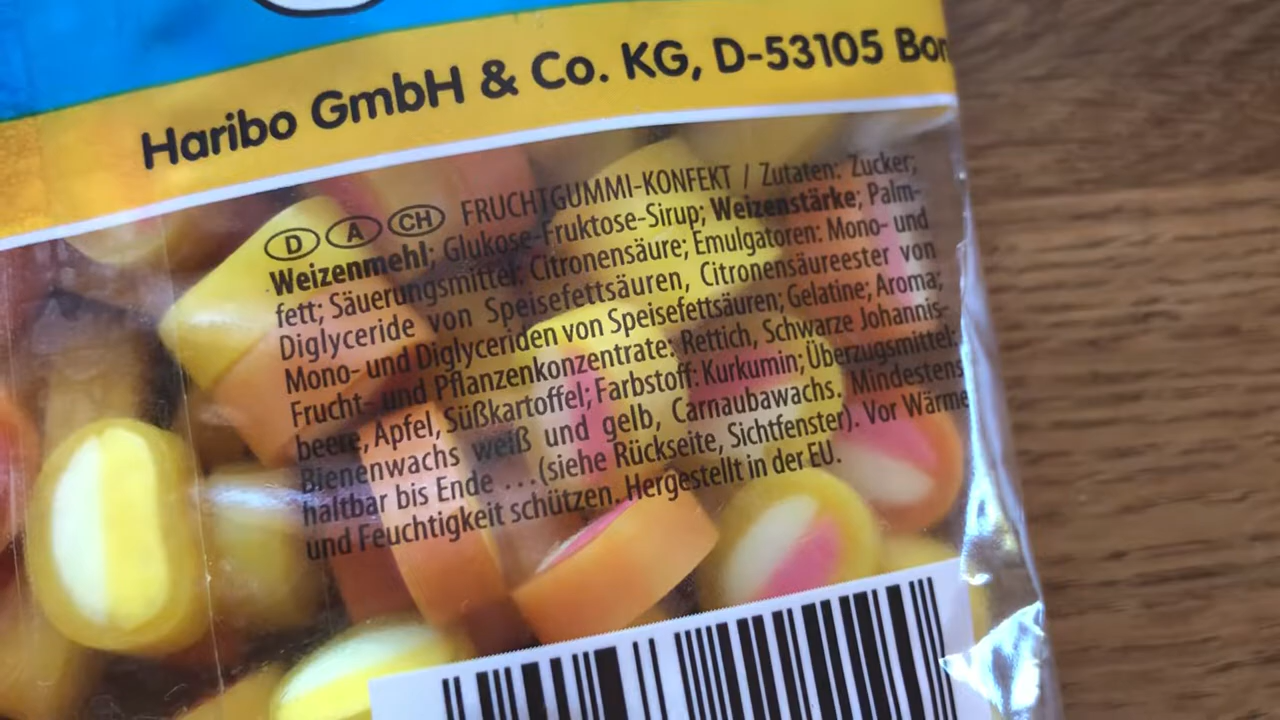 Haribo GmbH & Co. KG, D-53105 Bon
D A CH FRUCHTGUMMI-KONFEKT / Zutaten: Zucker;
Weizenmehl; Glukose-Fruktose-Sirup; Weizenstärke; Palm-
fett; Säuerungsmittel: Citronensäure; Emulgatoren: Mono- und
Diglyceride von Speisefettsäuren, Citronensäureester von
Mono- und Diglyceriden von Speisefettsäuren; Gelatine; Aroma;
Frucht- und Pflanzenkonzentrate: Rettich, Schwarze Johannis-
beere, Apfel, Süßkartoffel; Farbstoff: Kurkumin; Überzugsmittel:
Bienenwachs weiß und gelb, Carnaubawachs. Mindestens
haltbar bis Ende ... (siehe Rückseite, Sichtfenster). Vor Wärme
und Feuchtigkeit schützen. Hergestellt in der EU.